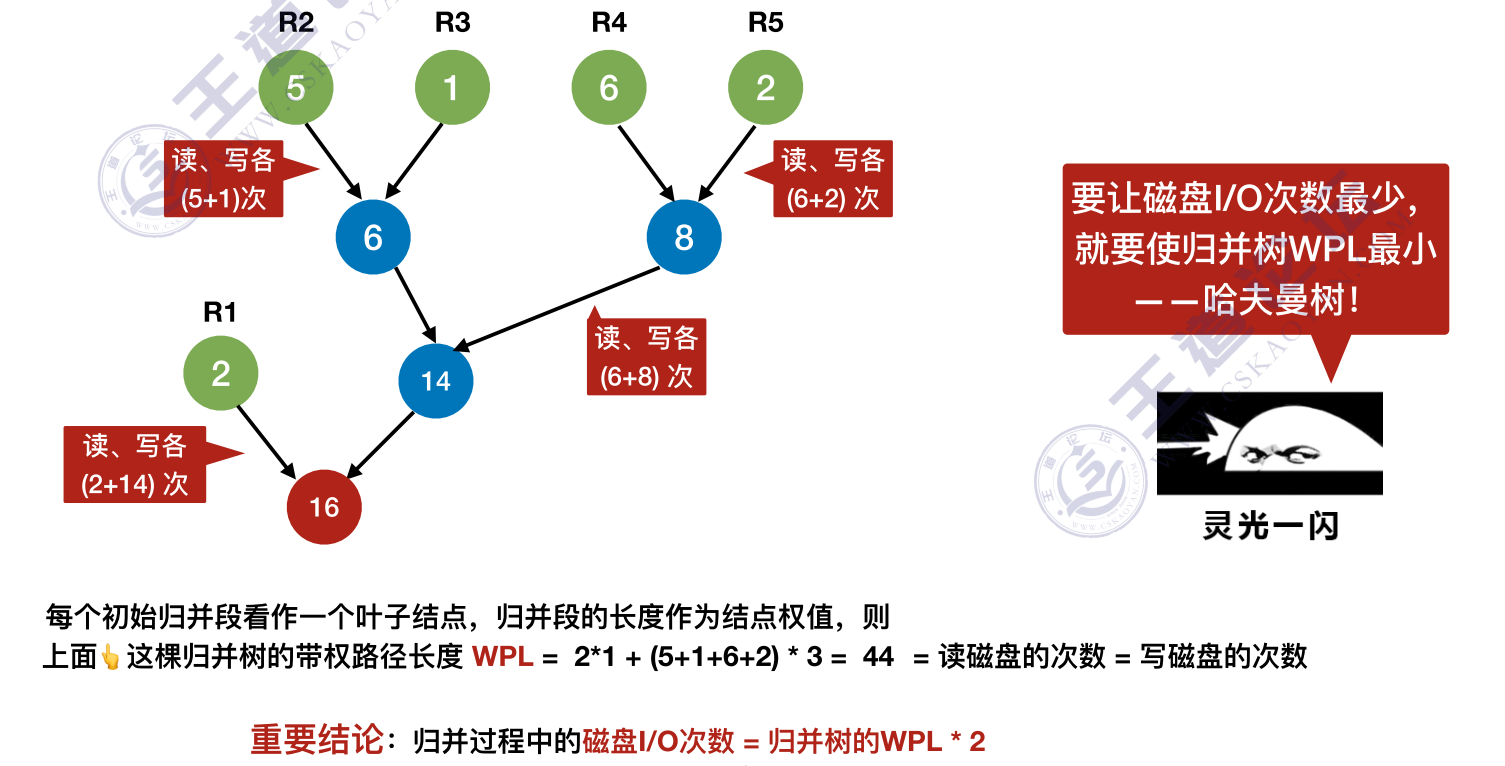 R2 R3 R4 R5
5 1 6 2
读、写各
(5+1)次
读、写各
(6+2) 次
6 8
要让磁盘I/O次数最少，
就要使归并树WPL最小
——哈夫曼树！
R1
2
14
读、写各
(6+8) 次
读、写各
(2+14) 次
16
灵光一闪
每个初始归并段看作一个叶子结点，归并段的长度作为结点权值，则
上面👆这棵归并树的带权路径长度 WPL = 2*1 + (5+1+6+2) * 3 = 44 = 读磁盘的次数 = 写磁盘的次数
重要结论：归并过程中的磁盘I/O次数 = 归并树的WPL * 2